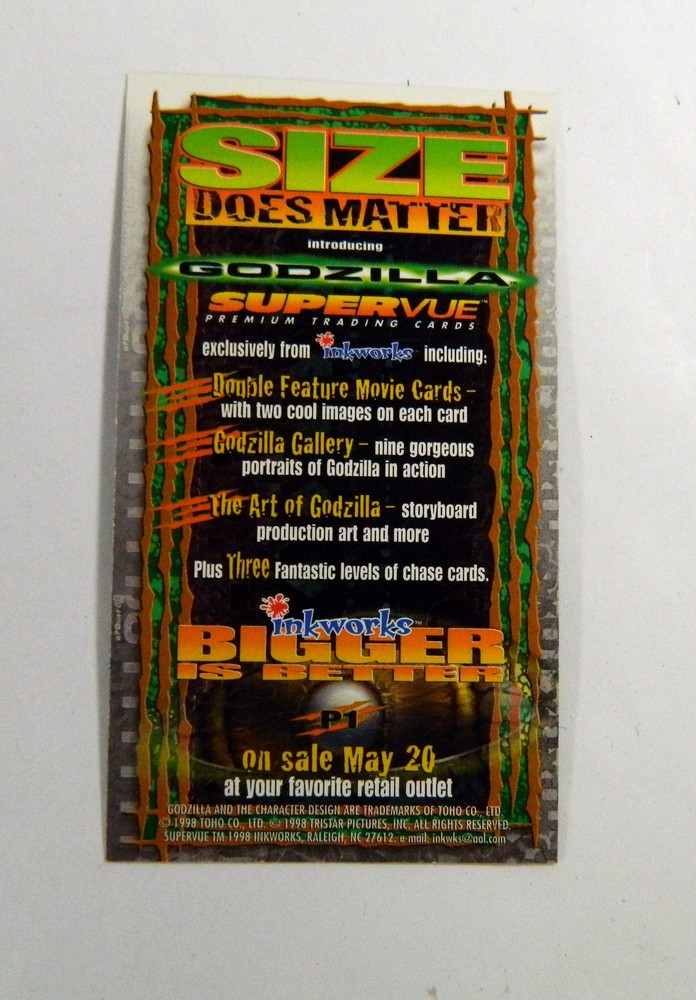 SIZE
DOES MATTER
introducing
GODZILLA™
SUPERVUE™
PREMIUM TRADING CARDS
exclusively from inkworks including:
Double Feature Movie Cards –
with two cool images on each card
Godzilla Gallery – nine gorgeous
portraits of Godzilla in action
The Art of Godzilla – storyboard
production art and more
Plus Three Fantastic levels of chase cards.
inkworks™
BIGGER
IS BETTER
P1
on sale May 20
at your favorite retail outlet
GODZILLA AND THE CHARACTER DESIGN ARE TRADEMARKS OF TOHO CO., LTD.
© 1998 TOHO CO., LTD. © 1998 TRISTAR PICTURES, INC. ALL RIGHTS RESERVED.
SUPERVUE TM 1998 INKWORKS, RALEIGH, NC 27612. e-mail: inkwks@aol.com